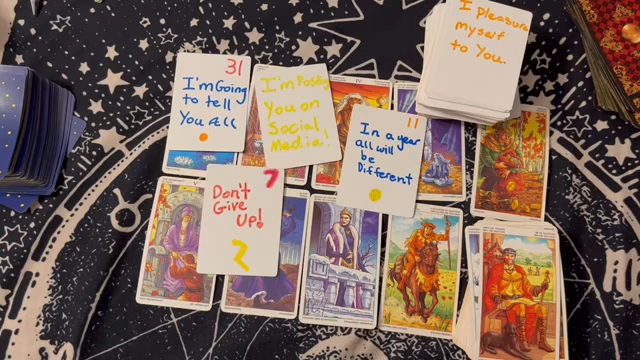 I pleasure
myself
to You.
31
I'm Going
to tell
You All
I'm Posting
You on
Social
Media!
11
In a year
all will
be
Different
7
Don't
Give
UP!
2
IV